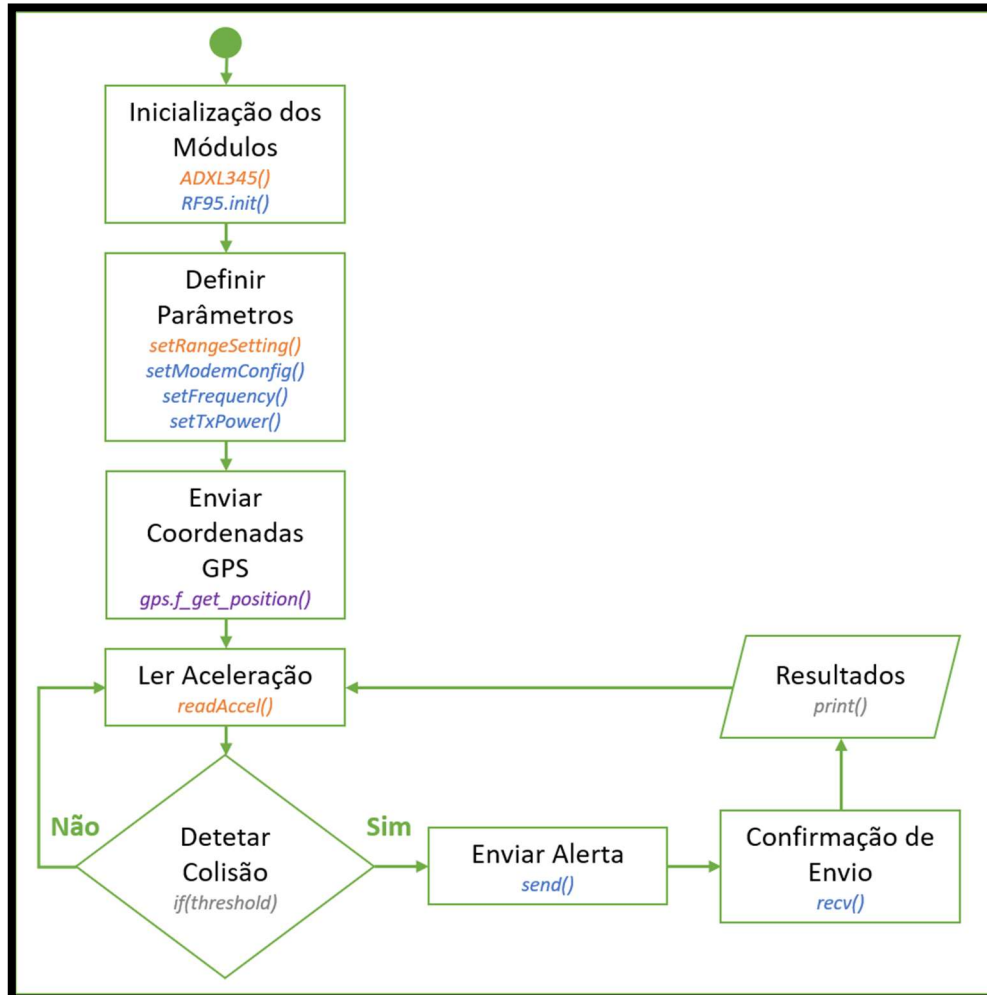 Inicialização dos
Módulos
ADXL345()
RF95.init()
Definir
Parâmetros
setRangeSetting()
setModemConfig()
setFrequency()
setTxPower()
Enviar
Coordenadas
GPS
gps.f_get_position()
Ler Aceleração
readAccel()
Não
Detetar
Colisão
if(threshold)
Sim
Enviar Alerta
send()
Confirmação de
Envio
recv()
Resultados
print()